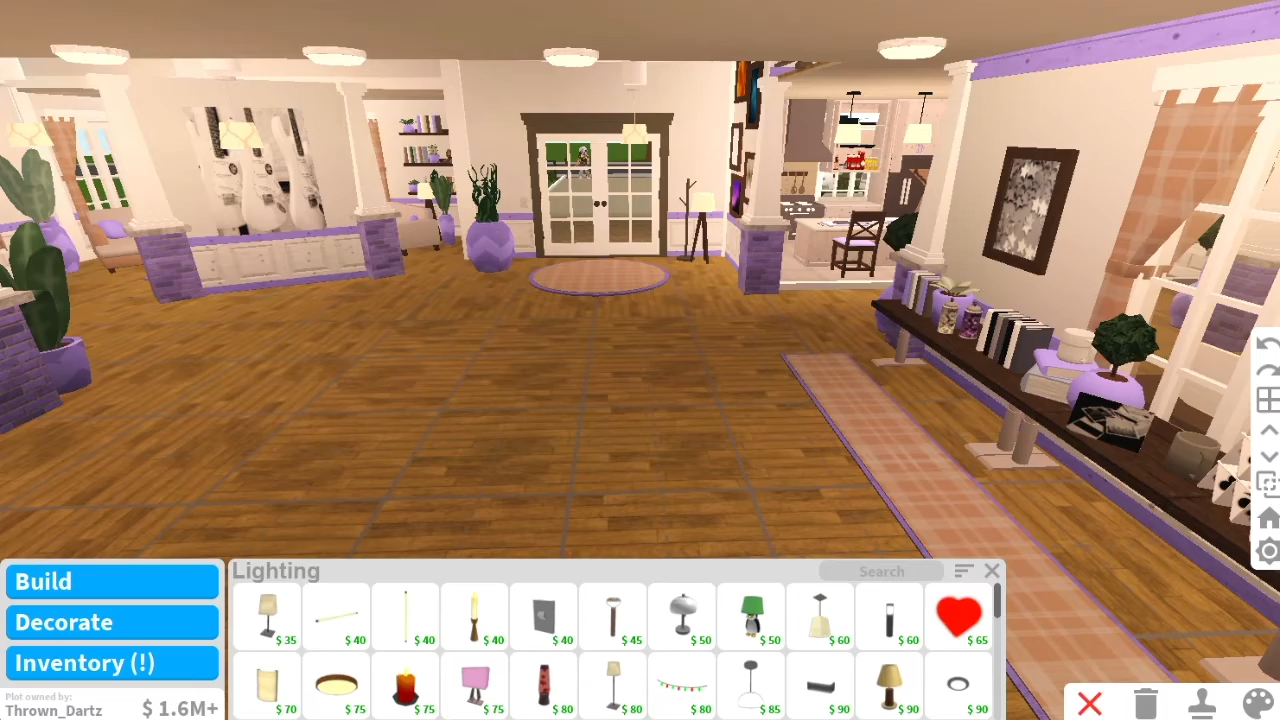 Lighting
Search
Build
Decorate
Inventory (!)
Plot owned by:
Thrown_Dartz
$ 1.6M+
$ 35
$ 40
$ 40
$ 40
$ 40
$ 45
$ 50
$ 50
$ 60
$ 60
$ 65
$ 70
$ 75
$ 75
$ 75
$ 80
$ 80
$ 80
$ 85
$ 90
$ 90
$ 90